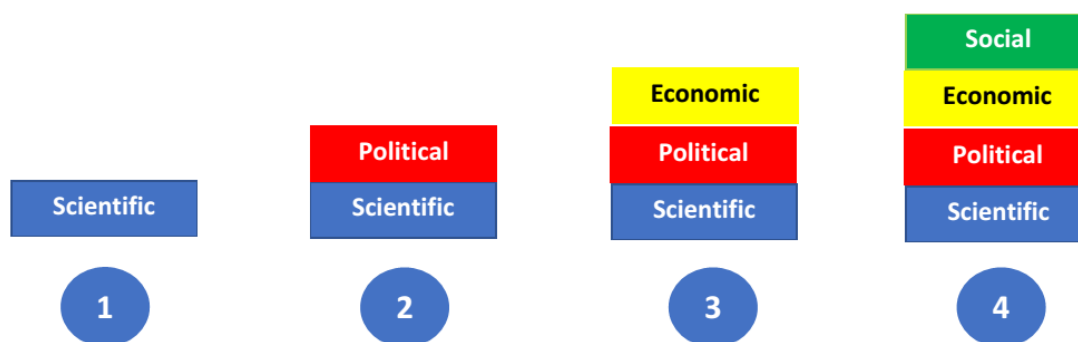 Social
Economic
Economic
Political
Political
Political
Scientific
Scientific
Scientific
Scientific
1
2
3
4